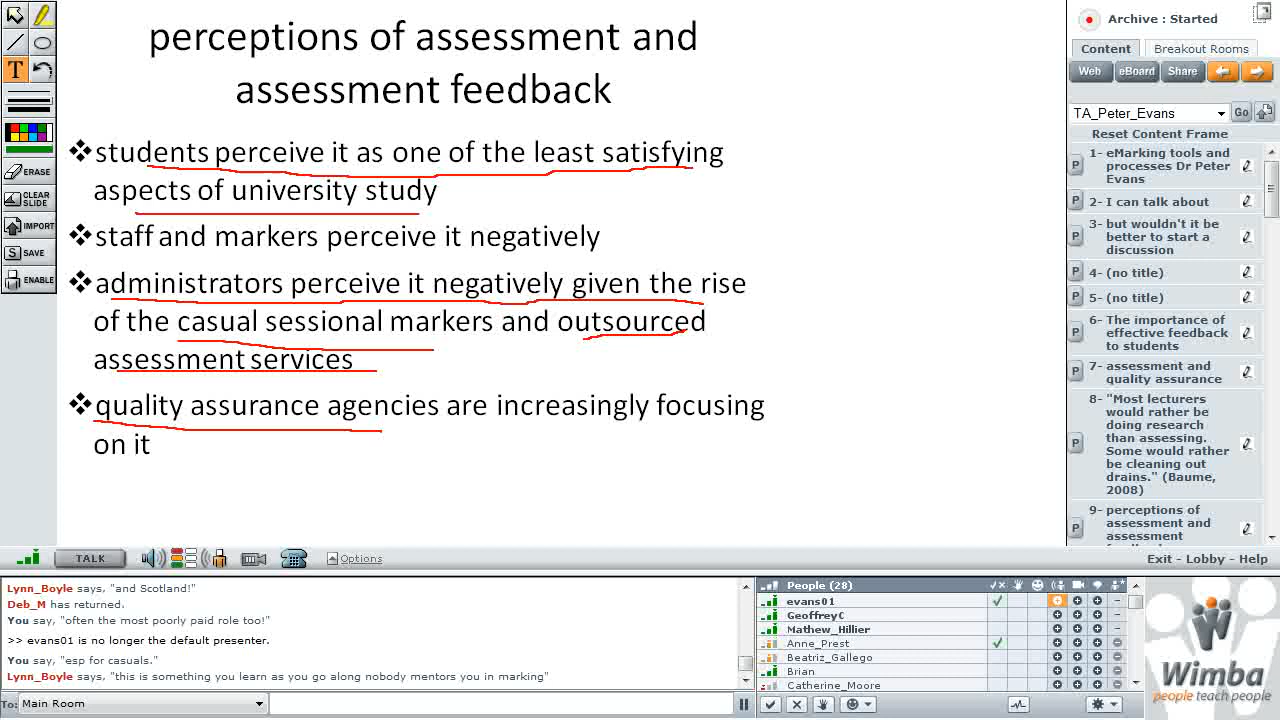 perceptions of assessment and
assessment feedback
❖students perceive it as one of the least satisfying
aspects of university study
❖staff and markers perceive it negatively
❖administrators perceive it negatively given the rise
of the casual sessional markers and outsourced
assessment services
❖quality assurance agencies are increasingly focusing
on it
T
ERASE
CLEAR
SLIDE
IMPORT
S SAVE
ENABLE
Archive : Started
Content Breakout Rooms
Web eBoard Share
TA_Peter_Evans Go
Reset Content Frame
P 1- eMarking tools and
processes Dr Peter
Evans
P 2- I can talk about
P 3- but wouldn't it be
better to start a
discussion
P 4- (no title)
P 5- (no title)
P 6- The importance of
effective feedback
to students
P 7- assessment and
quality assurance
P 8- "Most lecturers
would rather be
doing research
than assessing.
Some would rather
be cleaning out
drains." (Baume,
2008)
P 9- perceptions of
assessment and
assessment
TALK Options
Exit - Lobby - Help
Lynn_Boyle says, "and Scotland!"
Deb_M has returned.
You say, "often the most poorly paid role too!"
>> evans01 is no longer the default presenter.
You say, "esp for casuals."
Lynn_Boyle says, "this is something you learn as you go along nobody mentors you in marking"
To: Main Room
People (28)
evans01
GeoffreyC
Mathew_Hillier
Anne_Prest
Beatriz_Gallego
Brian
Catherine_Moore
Wimba
people teach people